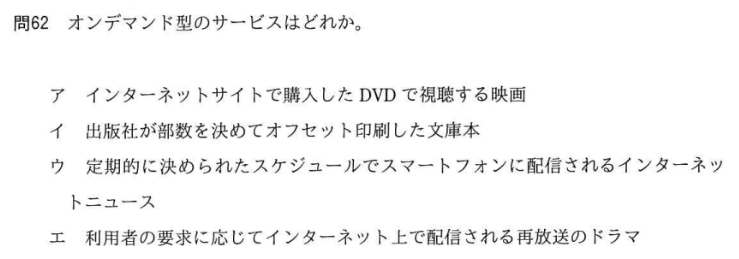 問62　オンデマンド型のサービスはどれか。
ア　インターネットサイトで購入した DVD で視聴する映画
イ　出版社が部数を決めてオフセット印刷した文庫本
ウ　定期的に決められたスケジュールでスマートフォンに配信されるインターネッ
トニュース
エ　利用者の要求に応じてインターネット上で配信される再放送のドラマ